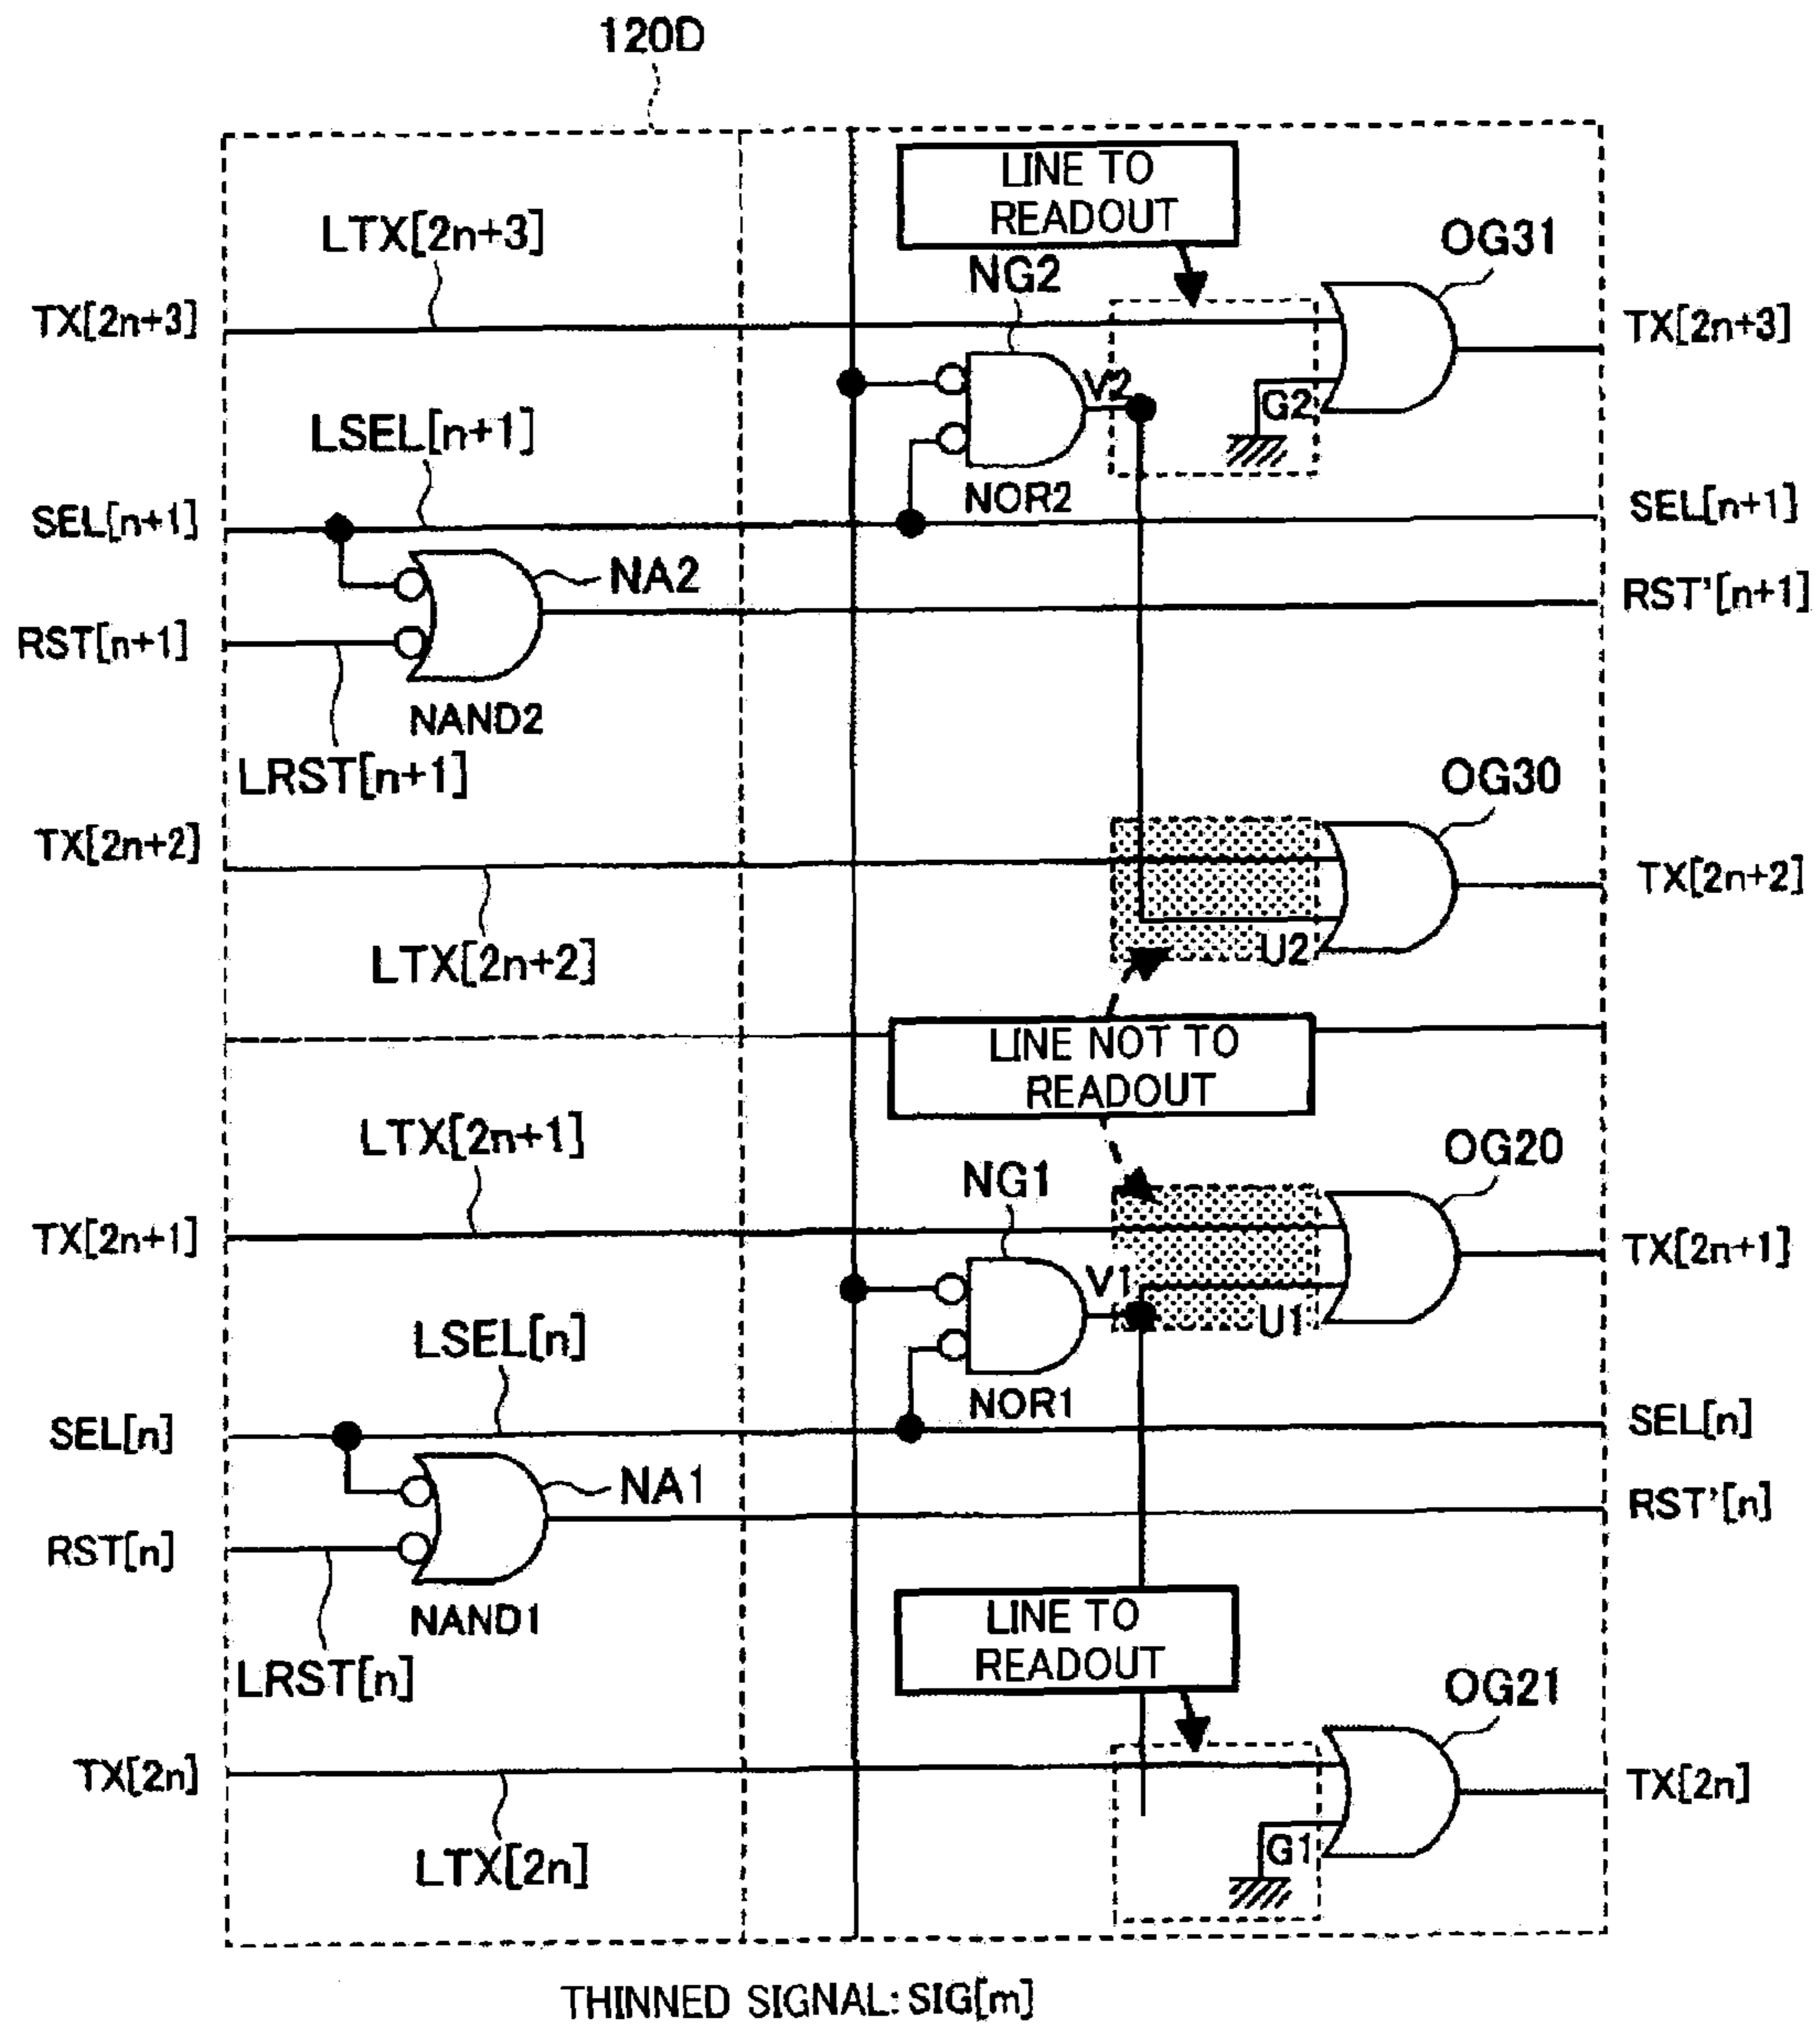 120D
LINE TO
READOUT
LTX[2n+3]
OG31
NG2
TX[2n+3]
TX[2n+3]
V2
G2
LSEL[n+1]
NOR2
SEL[n+1]
SEL[n+1]
NA2
RST'[n+1]
RST[n+1]
NAND2
LRST[n+1]
OG30
TX[2n+2]
TX[2n+2]
LTX[2n+2]
U2
LINE NOT TO
READOUT
LTX[2n+1]
OG20
NG1
TX[2n+1]
TX[2n+1]
V1
U1
LSEL[n]
NOR1
SEL[n]
SEL[n]
NA1
RST'[n]
RST[n]
NAND1
LINE TO
READOUT
LRST[n]
OG21
TX[2n]
TX[2n]
G1
LTX[2n]
THINNED SIGNAL: SIG[m]